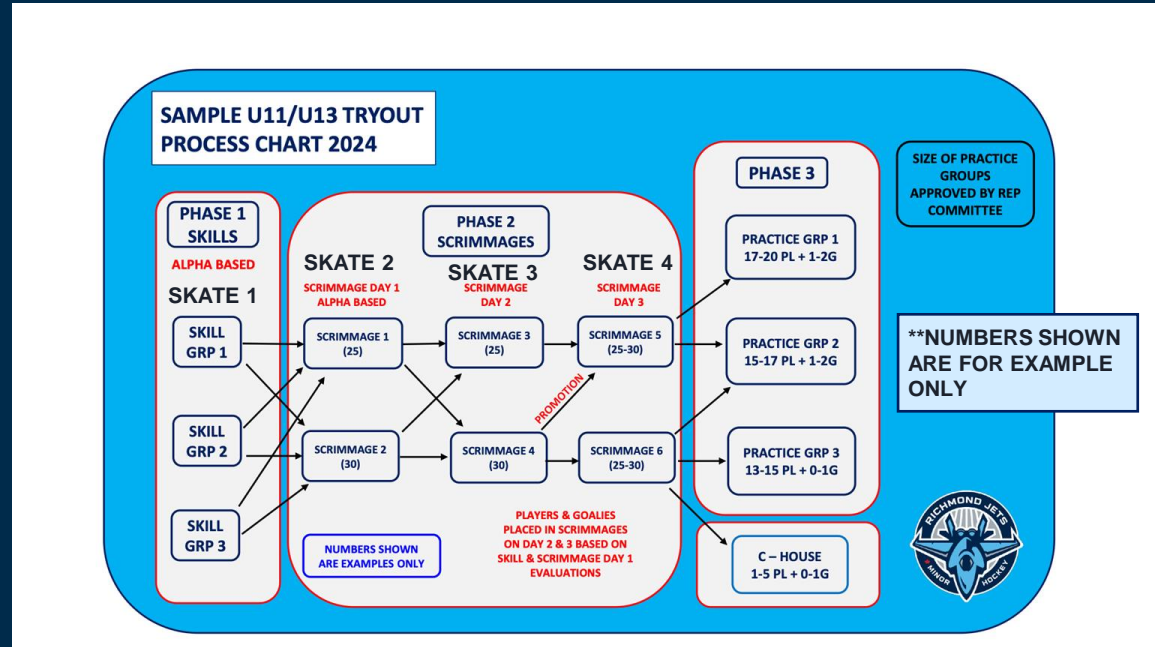 SAMPLE U11/U13 TRYOUT
PROCESS CHART 2024
PHASE 1
SKILLS
ALPHA BASED
SKATE 1
SKILL
GRP 1
SKILL
GRP 2
SKILL
GRP 3
PHASE 2
SCRIMMAGES
SKATE 2
SCRIMMAGE DAY 1
ALPHA BASED
SCRIMMAGE 1
(25)
SCRIMMAGE 2
(30)
NUMBERS SHOWN
ARE EXAMPLES ONLY
SKATE 3
SCRIMMAGE
DAY 2
SCRIMMAGE 3
(25)
SCRIMMAGE 4
(30)
PROMOTION
SKATE 4
SCRIMMAGE
DAY 3
SCRIMMAGE 5
(25-30)
SCRIMMAGE 6
(25-30)
PLAYERS & GOALIES
PLACED IN SCRIMMAGES
ON DAY 2 & 3 BASED ON
SKILL & SCRIMMAGE DAY 1
EVALUATIONS
PHASE 3
PRACTICE GRP 1
17-20 PL + 1-2G
PRACTICE GRP 2
15-17 PL + 1-2G
PRACTICE GRP 3
13-15 PL + 0-1G
C – HOUSE
1-5 PL + 0-1G
SIZE OF PRACTICE
GROUPS
APPROVED BY REP
COMMITTEE
**NUMBERS SHOWN
ARE FOR EXAMPLE
ONLY
RICHMOND JETS
MINOR HOCKEY